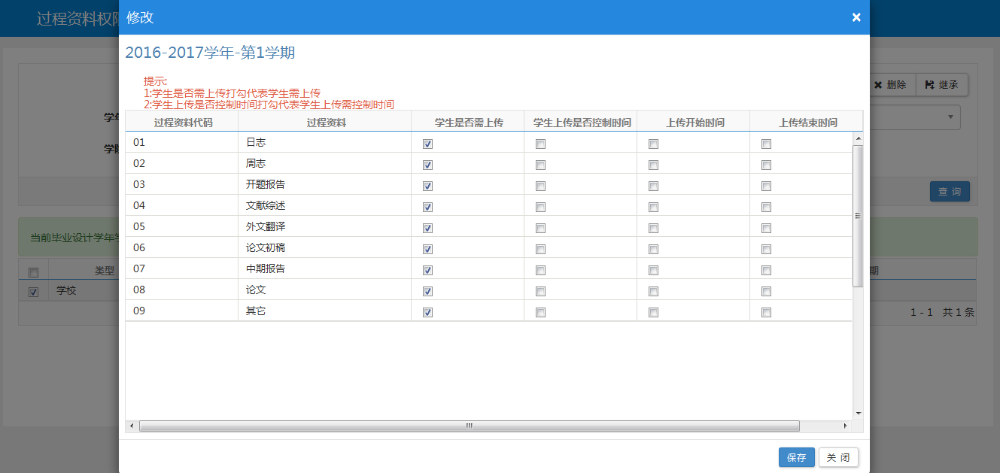 过程资料权限
修改
×
2016-2017学年-第1学期
提示:
1:学生是否需上传打勾代表学生需上传
2:学生上传是否控制时间打勾代表学生上传需控制时间
删除 继承
学年
学院
查 询
过程资料代码 过程资料 学生是否需上传 学生上传是否控制时间 上传开始时间 上传结束时间
01 日志
02 周志
03 开题报告
04 文献综述
05 外文翻译
06 论文初稿
07 中期报告
08 论文
09 其它
当前毕业设计学年学
类型 期
学校
1 - 1 共 1 条
保存 关 闭